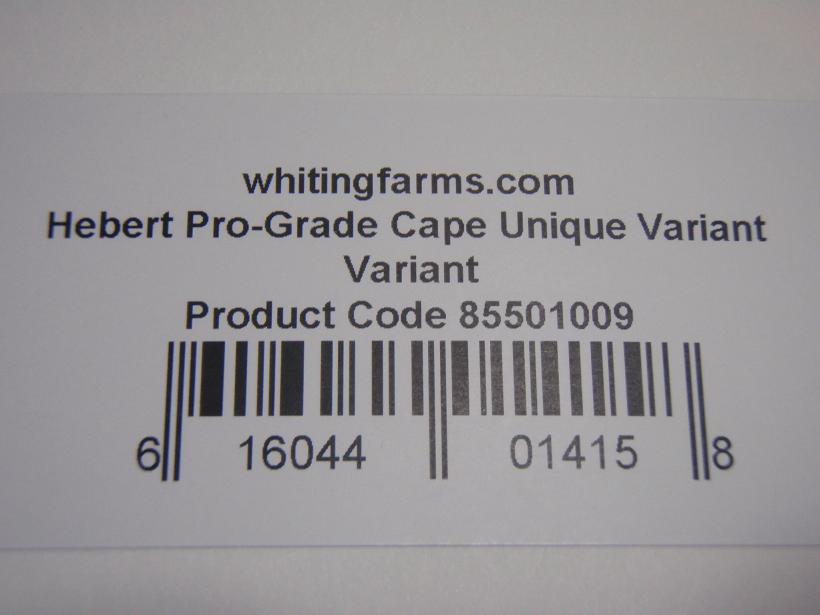 whitingfarms.com
Hebert Pro-Grade Cape Unique Variant
Variant
Product Code 85501009
6 16044 01415 8